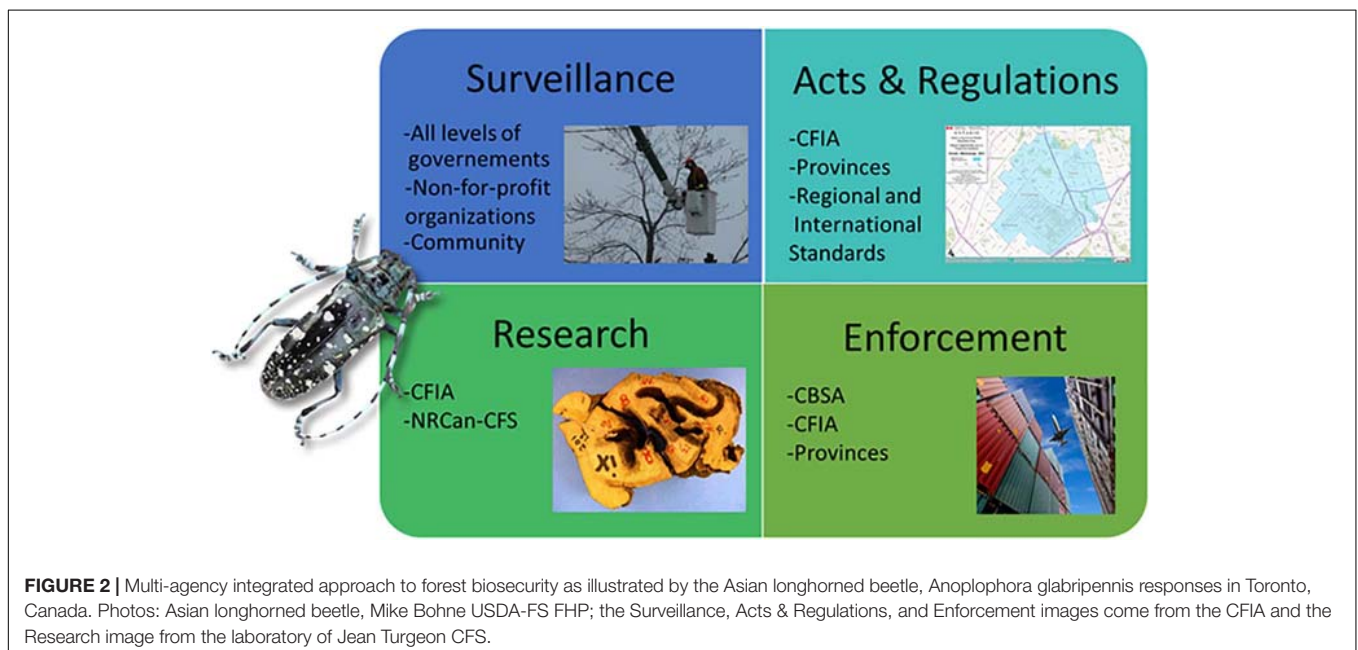 Surveillance
-All levels of
governements
-Non-for-profit
organizations
-Community
Acts & Regulations
-CFIA
-Provinces
-Regional and
International
Standards
Research
-CFIA
-NRCan-CFS
Enforcement
-CBSA
-CFIA
-Provinces
FIGURE 2 | Multi-agency integrated approach to forest biosecurity as illustrated by the Asian longhorned beetle, Anoplophora glabripennis responses in Toronto,
Canada. Photos: Asian longhorned beetle, Mike Bohne USDA-FS FHP; the Surveillance, Acts & Regulations, and Enforcement images come from the CFIA and the
Research image from the laboratory of Jean Turgeon CFS.